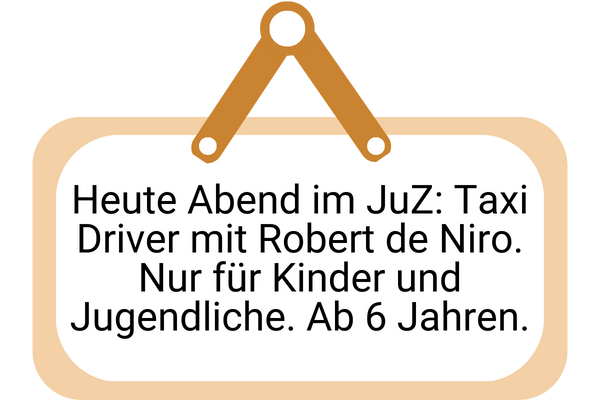 Heute Abend im JuZ: Taxi
Driver mit Robert de Niro.
Nur für Kinder und
Jugendliche. Ab 6 Jahren.